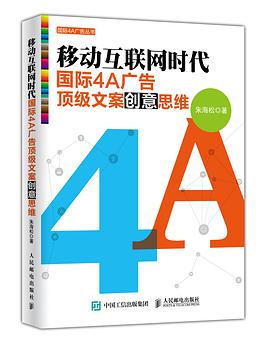 国际4A广告丛书
移动互联网时代
国际4A广告
顶级文案创意思维
朱海松◎著
4A
中国工信出版集团
人民邮电出版社
移动互联网时代国际4A广告顶级文案创意思维
朱海松◎著
人民邮电出版社